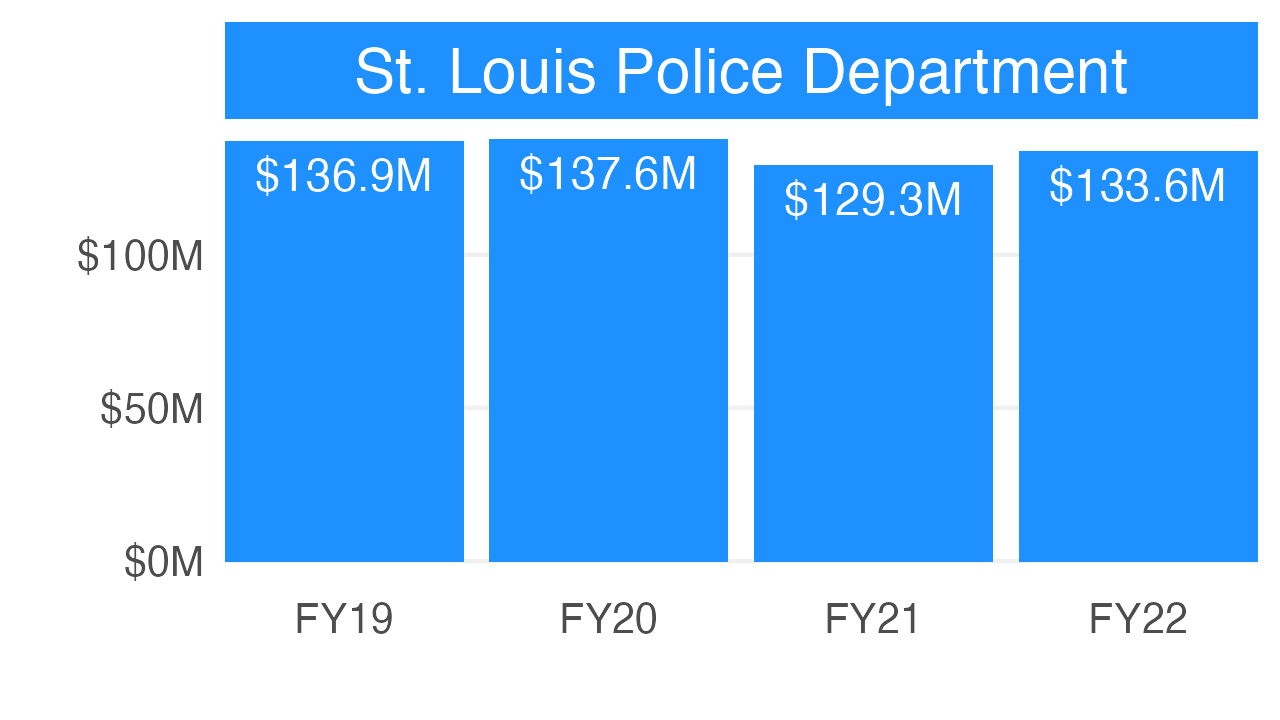 St. Louis Police Department
$136.9M
$137.6M
$129.3M
$133.6M
$100M
$50M
$0M
FY19
FY20
FY21
FY22